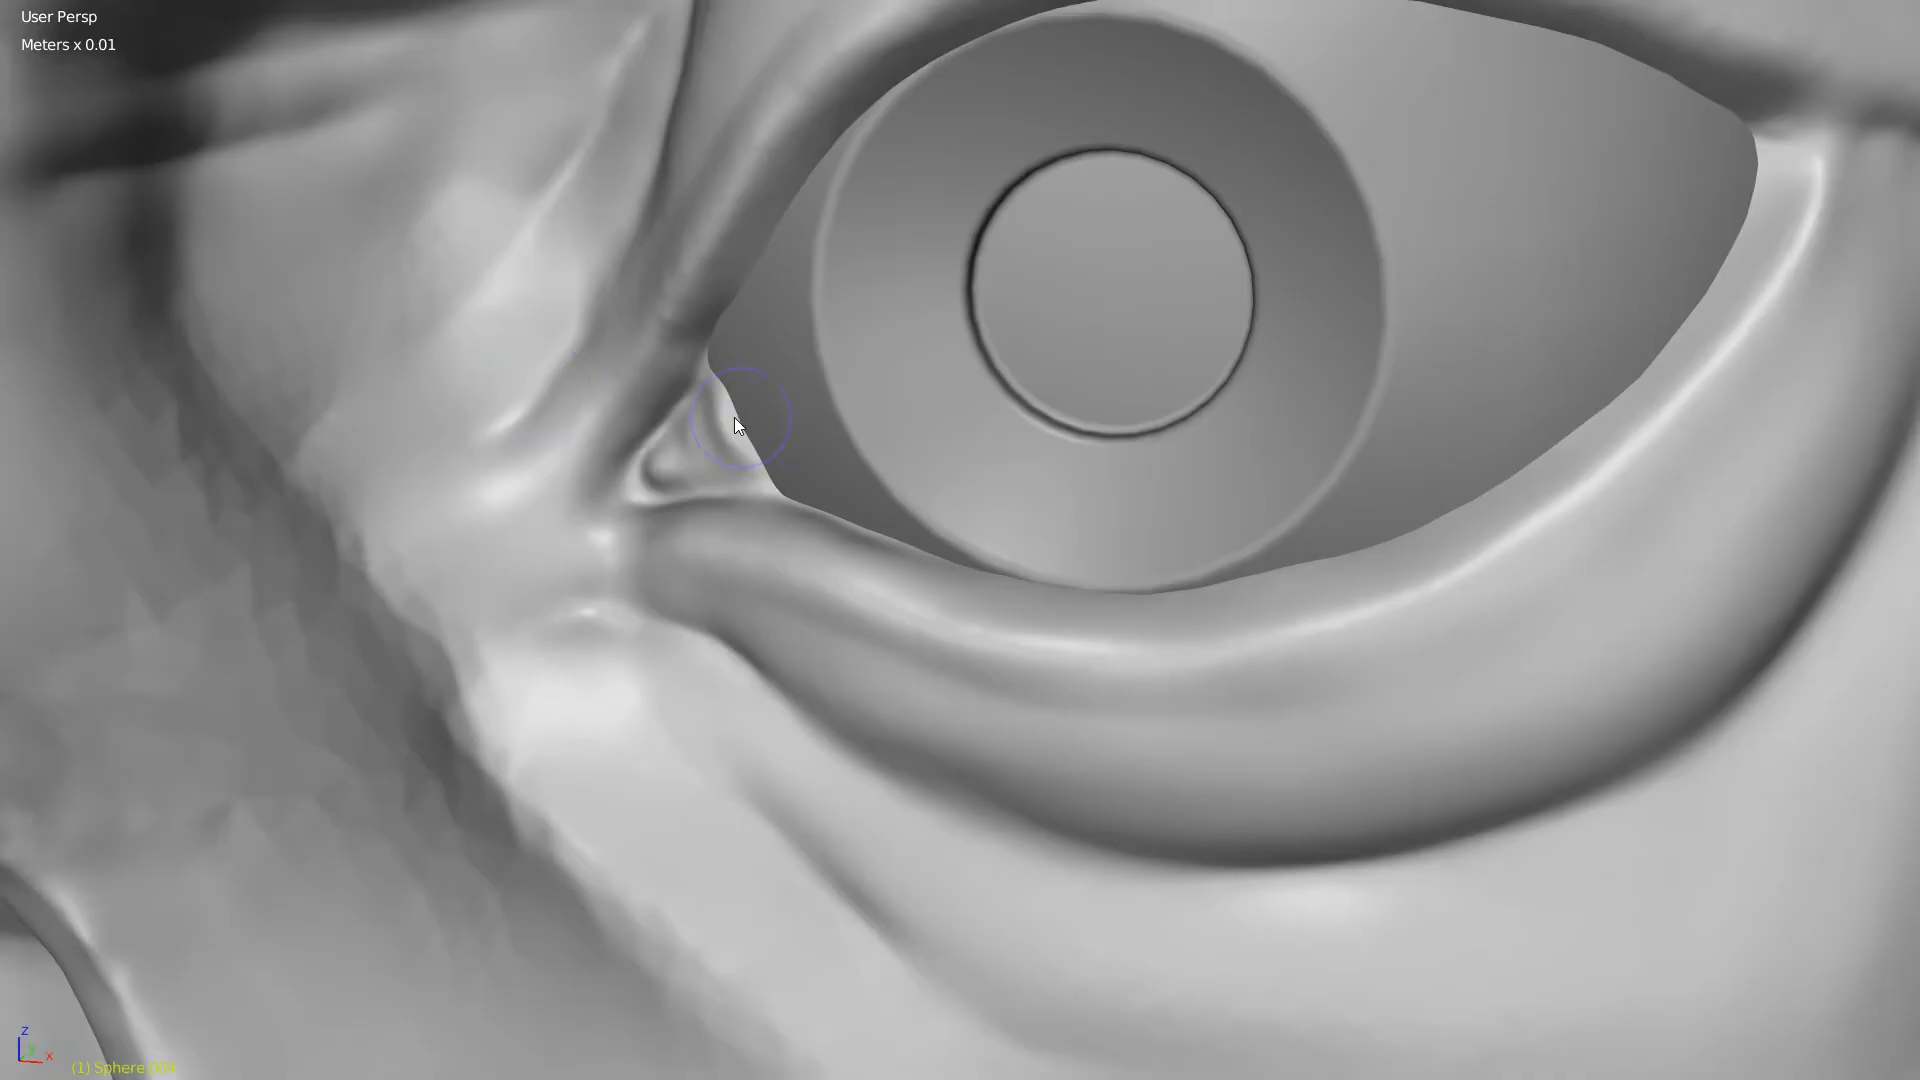 User Persp
Meters x 0.01
z
y
x
(1) Sphere 004